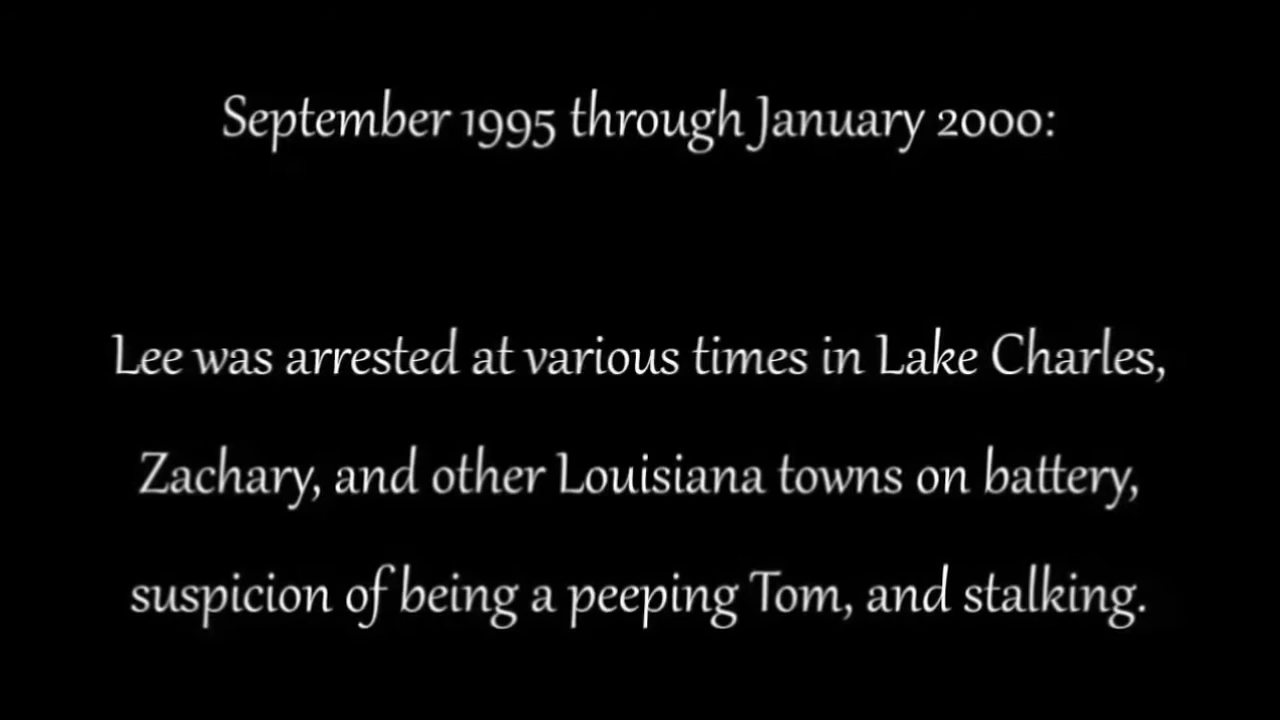 September 1995 through January 2000:
Lee was arrested at various times in Lake Charles,
Zachary, and other Louisiana towns on battery,
suspicion of being a peeping Tom, and stalking.